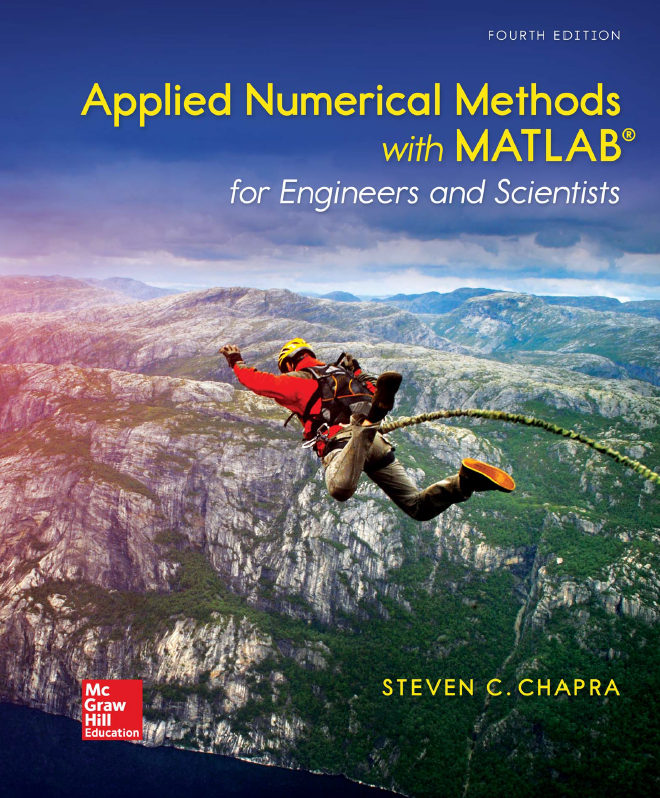 FOURTH EDITION
Applied Numerical Methods
with MATLAB®
for Engineers and Scientists
STEVEN C. CHAPRA
Mc
Graw
Hill
Education